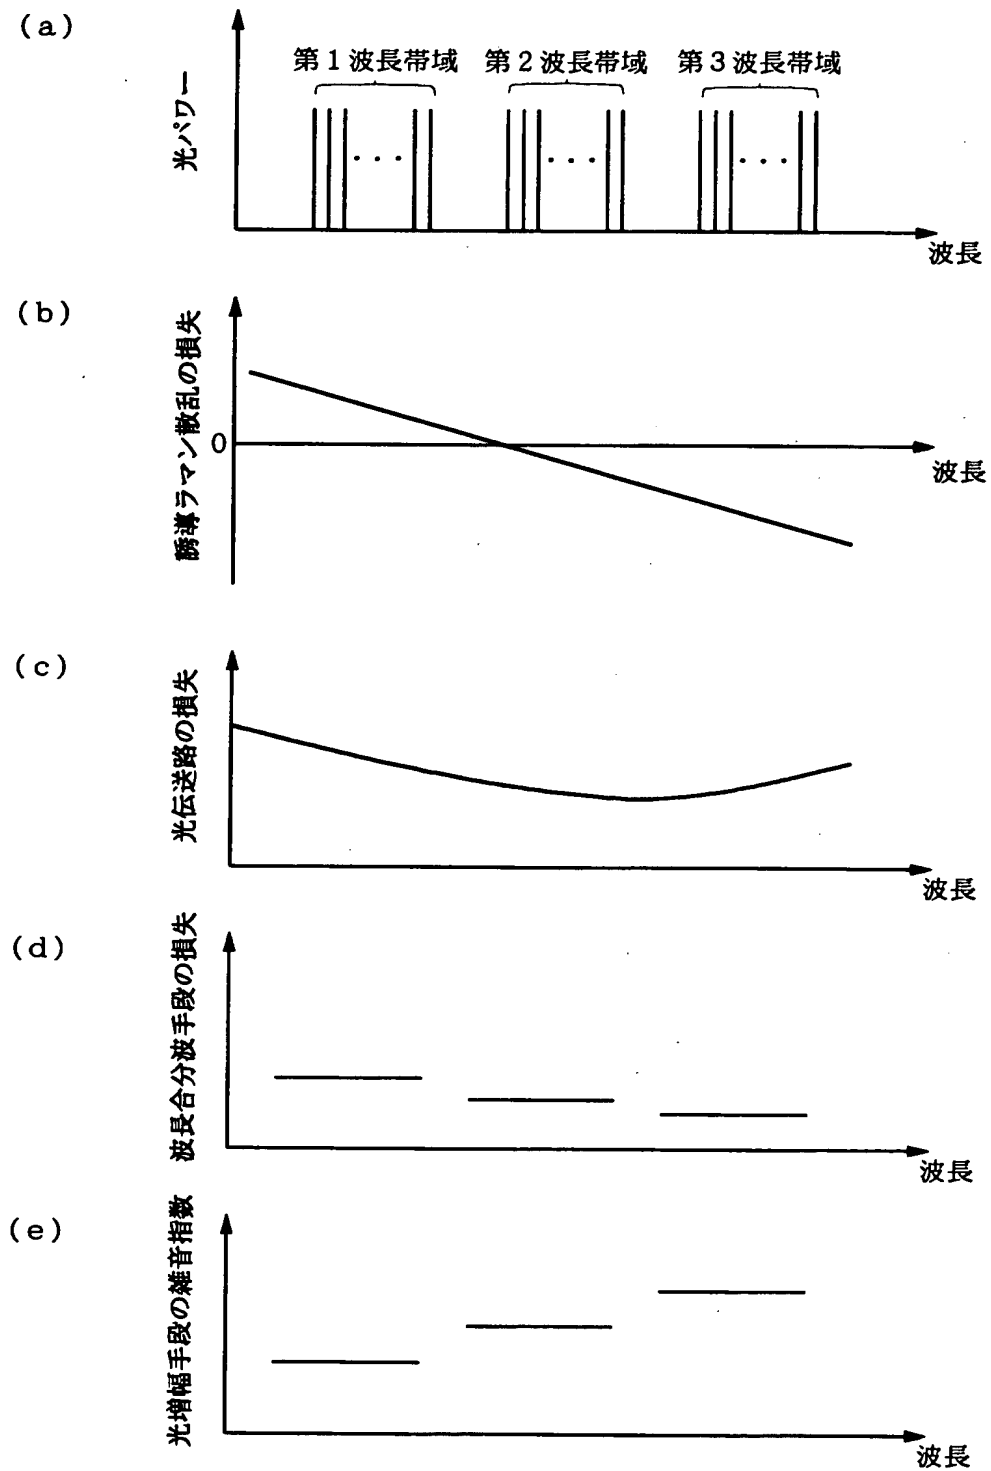 (a)
第1波長帯域 第2波長帯域 第3波長帯域
光パワー
波長
(b)
誘導ラマン散乱の損失
0
波長
(c)
光伝送路の損失
波長
(d)
波長合分波手段の損失
波長
(e)
光増幅手段の雑音指数
波長